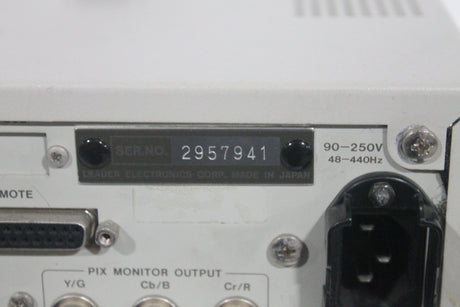 SER.NO. 2957941
LEADER ELECTRONICS CORP. MADE IN JAPAN
90-250V
48-440Hz
MOTE
PIX MONITOR OUTPUT
Y/G Cb/B Cr/R